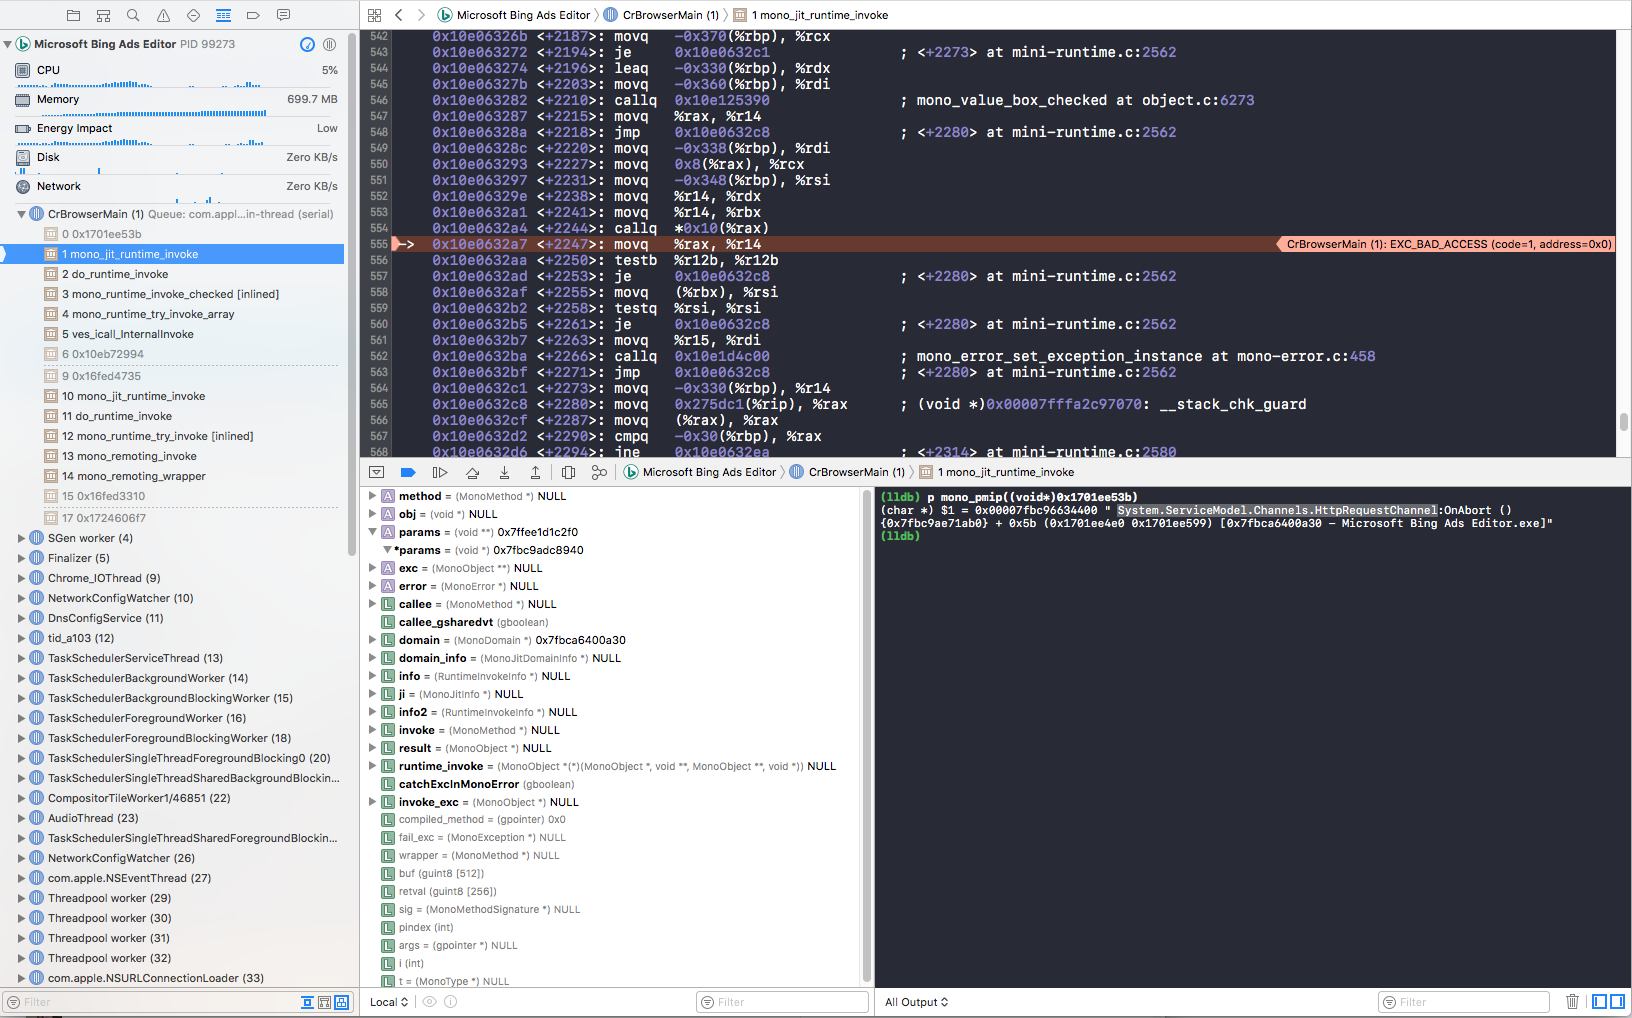 Microsoft Bing Ads Editor PID 99273
CPU 5%
Memory 699.7 MB
Energy Impact Low
Disk Zero KB/s
Network Zero KB/s
CrBrowserMain (1) Queue: com.appl...in-thread (serial)
0 0x1701ee53b
1 mono_jit_runtime_invoke
2 do_runtime_invoke
3 mono_runtime_invoke_checked [inlined]
4 mono_runtime_try_invoke_array
5 ves_icall_InternalInvoke
6 0x10eb72994
9 0x16fed4735
10 mono_jit_runtime_invoke
11 do_runtime_invoke
12 mono_runtime_try_invoke [inlined]
13 mono_remoting_invoke
14 mono_remoting_wrapper
15 0x16fed3310
17 0x1724606f7
SGen worker (4)
Finalizer (5)
Chrome_IOThread (9)
NetworkConfigWatcher (10)
DnsConfigService (11)
tid_a103 (12)
TaskSchedulerServiceThread (13)
TaskSchedulerBackgroundWorker (14)
TaskSchedulerBackgroundBlockingWorker (15)
TaskSchedulerForegroundWorker (16)
TaskSchedulerForegroundBlockingWorker (18)
TaskSchedulerSingleThreadForegroundBlocking0 (20)
TaskSchedulerSingleThreadSharedBackgroundBlockin...
CompositorTileWorker1/46851 (22)
AudioThread (23)
TaskSchedulerSingleThreadSharedForegroundBlockin...
NetworkConfigWatcher (26)
com.apple.NSEventThread (27)
Threadpool worker (29)
Threadpool worker (30)
Threadpool worker (31)
Threadpool worker (32)
com.apple.NSURLConnectionLoader (33)
Filter
Microsoft Bing Ads Editor CrBrowserMain (1) 1 mono_jit_runtime_invoke
542 0x10e06326b <+2187>: movq -0x370(%rbp), %rcx
543 0x10e063272 <+2194>: je 0x10e0632c1 ; <+2273> at mini-runtime.c:2562
544 0x10e063274 <+2196>: leaq -0x330(%rbp), %rdx
545 0x10e06327b <+2203>: movq -0x360(%rbp), %rdi
546 0x10e063282 <+2210>: callq 0x10e125390 ; mono_value_box_checked at object.c:6273
547 0x10e063287 <+2215>: movq %rax, %r14
548 0x10e06328a <+2218>: jmp 0x10e0632c8 ; <+2280> at mini-runtime.c:2562
549 0x10e06328c <+2220>: movq -0x338(%rbp), %rdi
550 0x10e063293 <+2227>: movq 0x8(%rax), %rcx
551 0x10e063297 <+2231>: movq -0x348(%rbp), %rsi
552 0x10e06329e <+2238>: movq %r14, %rdx
553 0x10e0632a1 <+2241>: movq %r14, %rbx
554 0x10e0632a4 <+2244>: callq *0x10(%rax)
555 -> 0x10e0632a7 <+2247>: movq %rax, %r14 CrBrowserMain (1): EXC_BAD_ACCESS (code=1, address=0x0)
556 0x10e0632aa <+2250>: testb %r12b, %r12b
557 0x10e0632ad <+2253>: je 0x10e0632c8 ; <+2280> at mini-runtime.c:2562
558 0x10e0632af <+2255>: movq (%rbx), %rsi
559 0x10e0632b2 <+2258>: testq %rsi, %rsi
560 0x10e0632b5 <+2261>: je 0x10e0632c8 ; <+2280> at mini-runtime.c:2562
561 0x10e0632b7 <+2263>: movq %r15, %rdi
562 0x10e0632ba <+2266>: callq 0x10e1d4c00 ; mono_error_set_exception_instance at mono-error.c:458
563 0x10e0632bf <+2271>: jmp 0x10e0632c8 ; <+2280> at mini-runtime.c:2562
564 0x10e0632c1 <+2273>: movq -0x330(%rbp), %r14
565 0x10e0632c8 <+2280>: movq 0x275dc1(%rip), %rax ; (void *)0x00007fffa2c97070: __stack_chk_guard
566 0x10e0632cf <+2287>: movq (%rax), %rax
567 0x10e0632d2 <+2290>: cmpq -0x30(%rbp), %rax
568 0x10e0632d6 <+2294>: jne 0x10e0632ea ; <+2314> at mini-runtime.c:2580
Microsoft Bing Ads Editor CrBrowserMain (1) 1 mono_jit_runtime_invoke
A method = (MonoMethod *) NULL
A obj = (void *) NULL
A params = (void **) 0x7ffee1d1c2f0
*params = (void *) 0x7fbc9adc8940
A exc = (MonoObject **) NULL
A error = (MonoError *) NULL
L callee = (MonoMethod *) NULL
L callee_gsharedvt (gboolean)
L domain = (MonoDomain *) 0x7fbca6400a30
L domain_info = (MonoJitDomainInfo *) NULL
L info = (RuntimeInvokeInfo *) NULL
L ji = (MonoJitInfo *) NULL
L info2 = (RuntimeInvokeInfo *) NULL
L invoke = (MonoMethod *) NULL
L result = (MonoObject *) NULL
L runtime_invoke = (MonoObject *(*)(MonoObject *, void **, MonoObject **, void *)) NULL
L catchExcInMonoError (gboolean)
L invoke_exc = (MonoObject *) NULL
L compiled_method = (gpointer) 0x0
L fail_exc = (MonoException *) NULL
L wrapper = (MonoMethod *) NULL
L buf (guint8 [512])
L retval (guint8 [256])
L sig = (MonoMethodSignature *) NULL
L pindex (int)
L args = (gpointer *) NULL
L i (int)
L t = (MonoType *) NULL
Local Filter
(lldb) p mono_pmip((void*)0x1701ee53b)
(char *) $1 = 0x00007fbc96634400 " System.ServiceModel.Channels.HttpRequestChannel:OnAbort ()
{0x7fbc9ae71ab0} + 0x5b (0x1701ee4e0 0x1701ee599) [0x7fbca6400a30 - Microsoft Bing Ads Editor.exe]"
(lldb)
All Output Filter